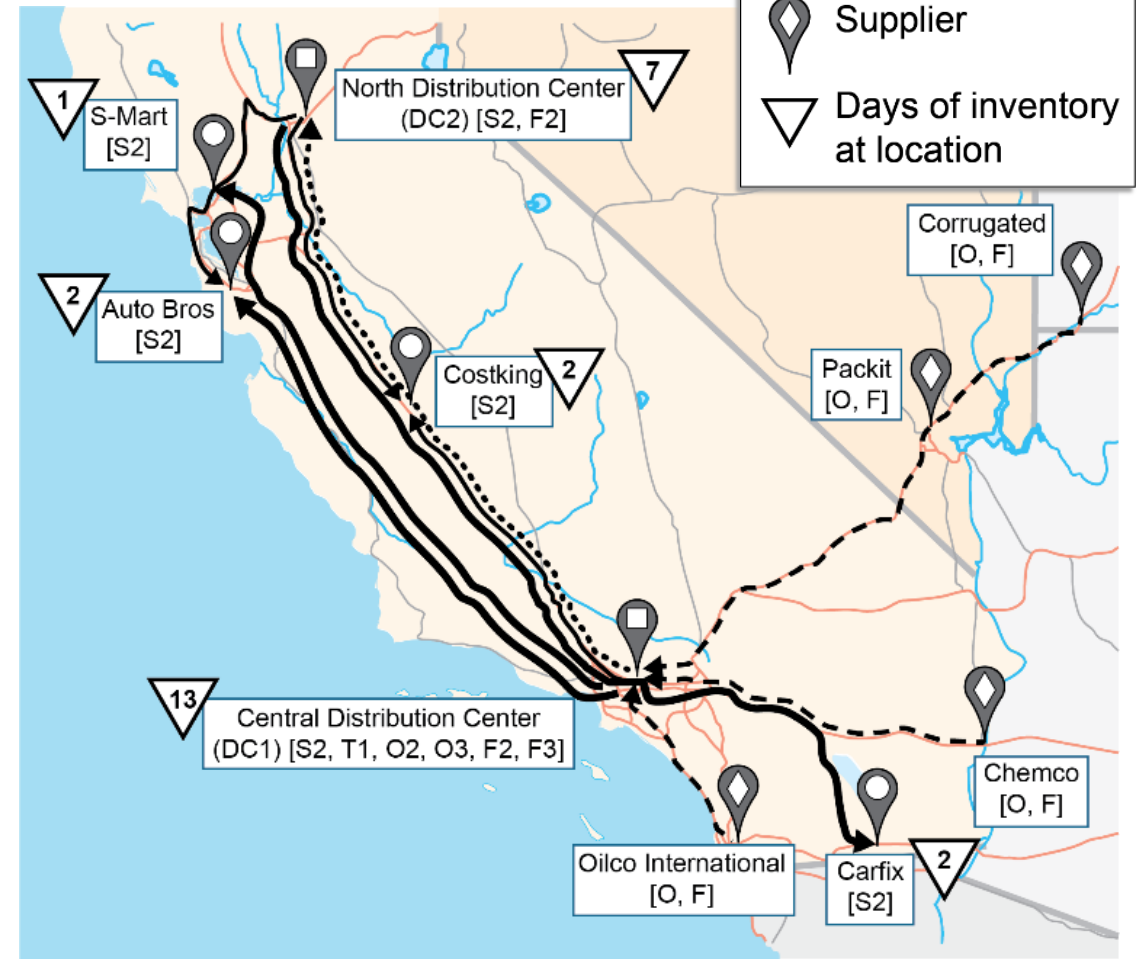 Supplier
Days of inventory
at location
7
North Distribution Center
(DC2) [S2, F2]
1
S-Mart
[S2]
Corrugated
[O, F]
2
Auto Bros
[S2]
Costking
[S2]
2
Packit
[O, F]
13
Central Distribution Center
(DC1) [S2, T1, O2, O3, F2, F3]
Chemco
[O, F]
Oilco International
[O, F]
Carfix
[S2]
2